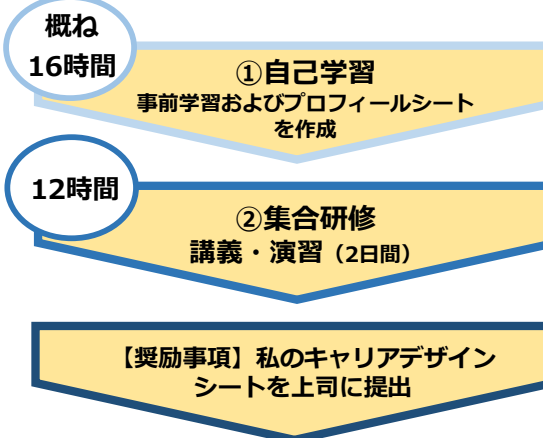 概ね
16時間
①自己学習
事前学習およびプロフィールシート
を作成
12時間
②集合研修
講義・演習（2日間）
【奨励事項】私のキャリアデザイン
シートを上司に提出